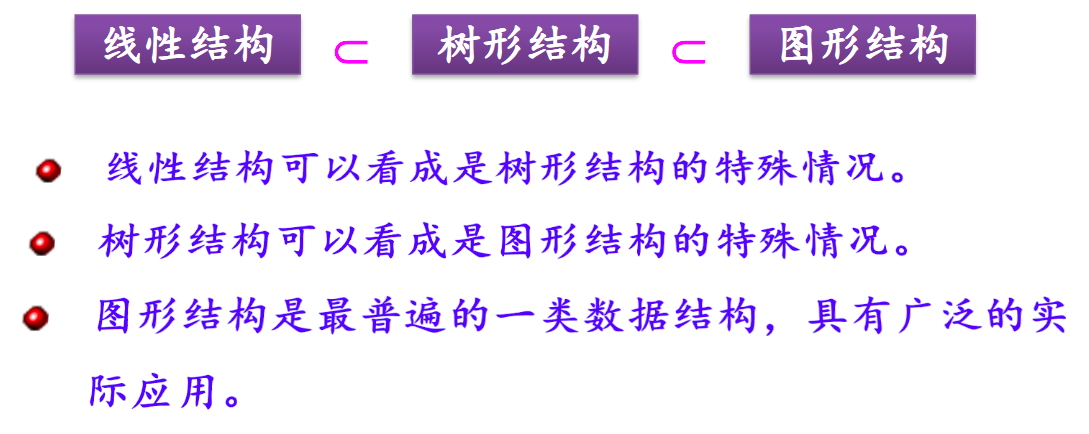 线性结构 ⊂ 树形结构 ⊂ 图形结构
线性结构可以看成是树形结构的特殊情况。
树形结构可以看成是图形结构的特殊情况。
图形结构是最普遍的一类数据结构，具有广泛的实
际应用。